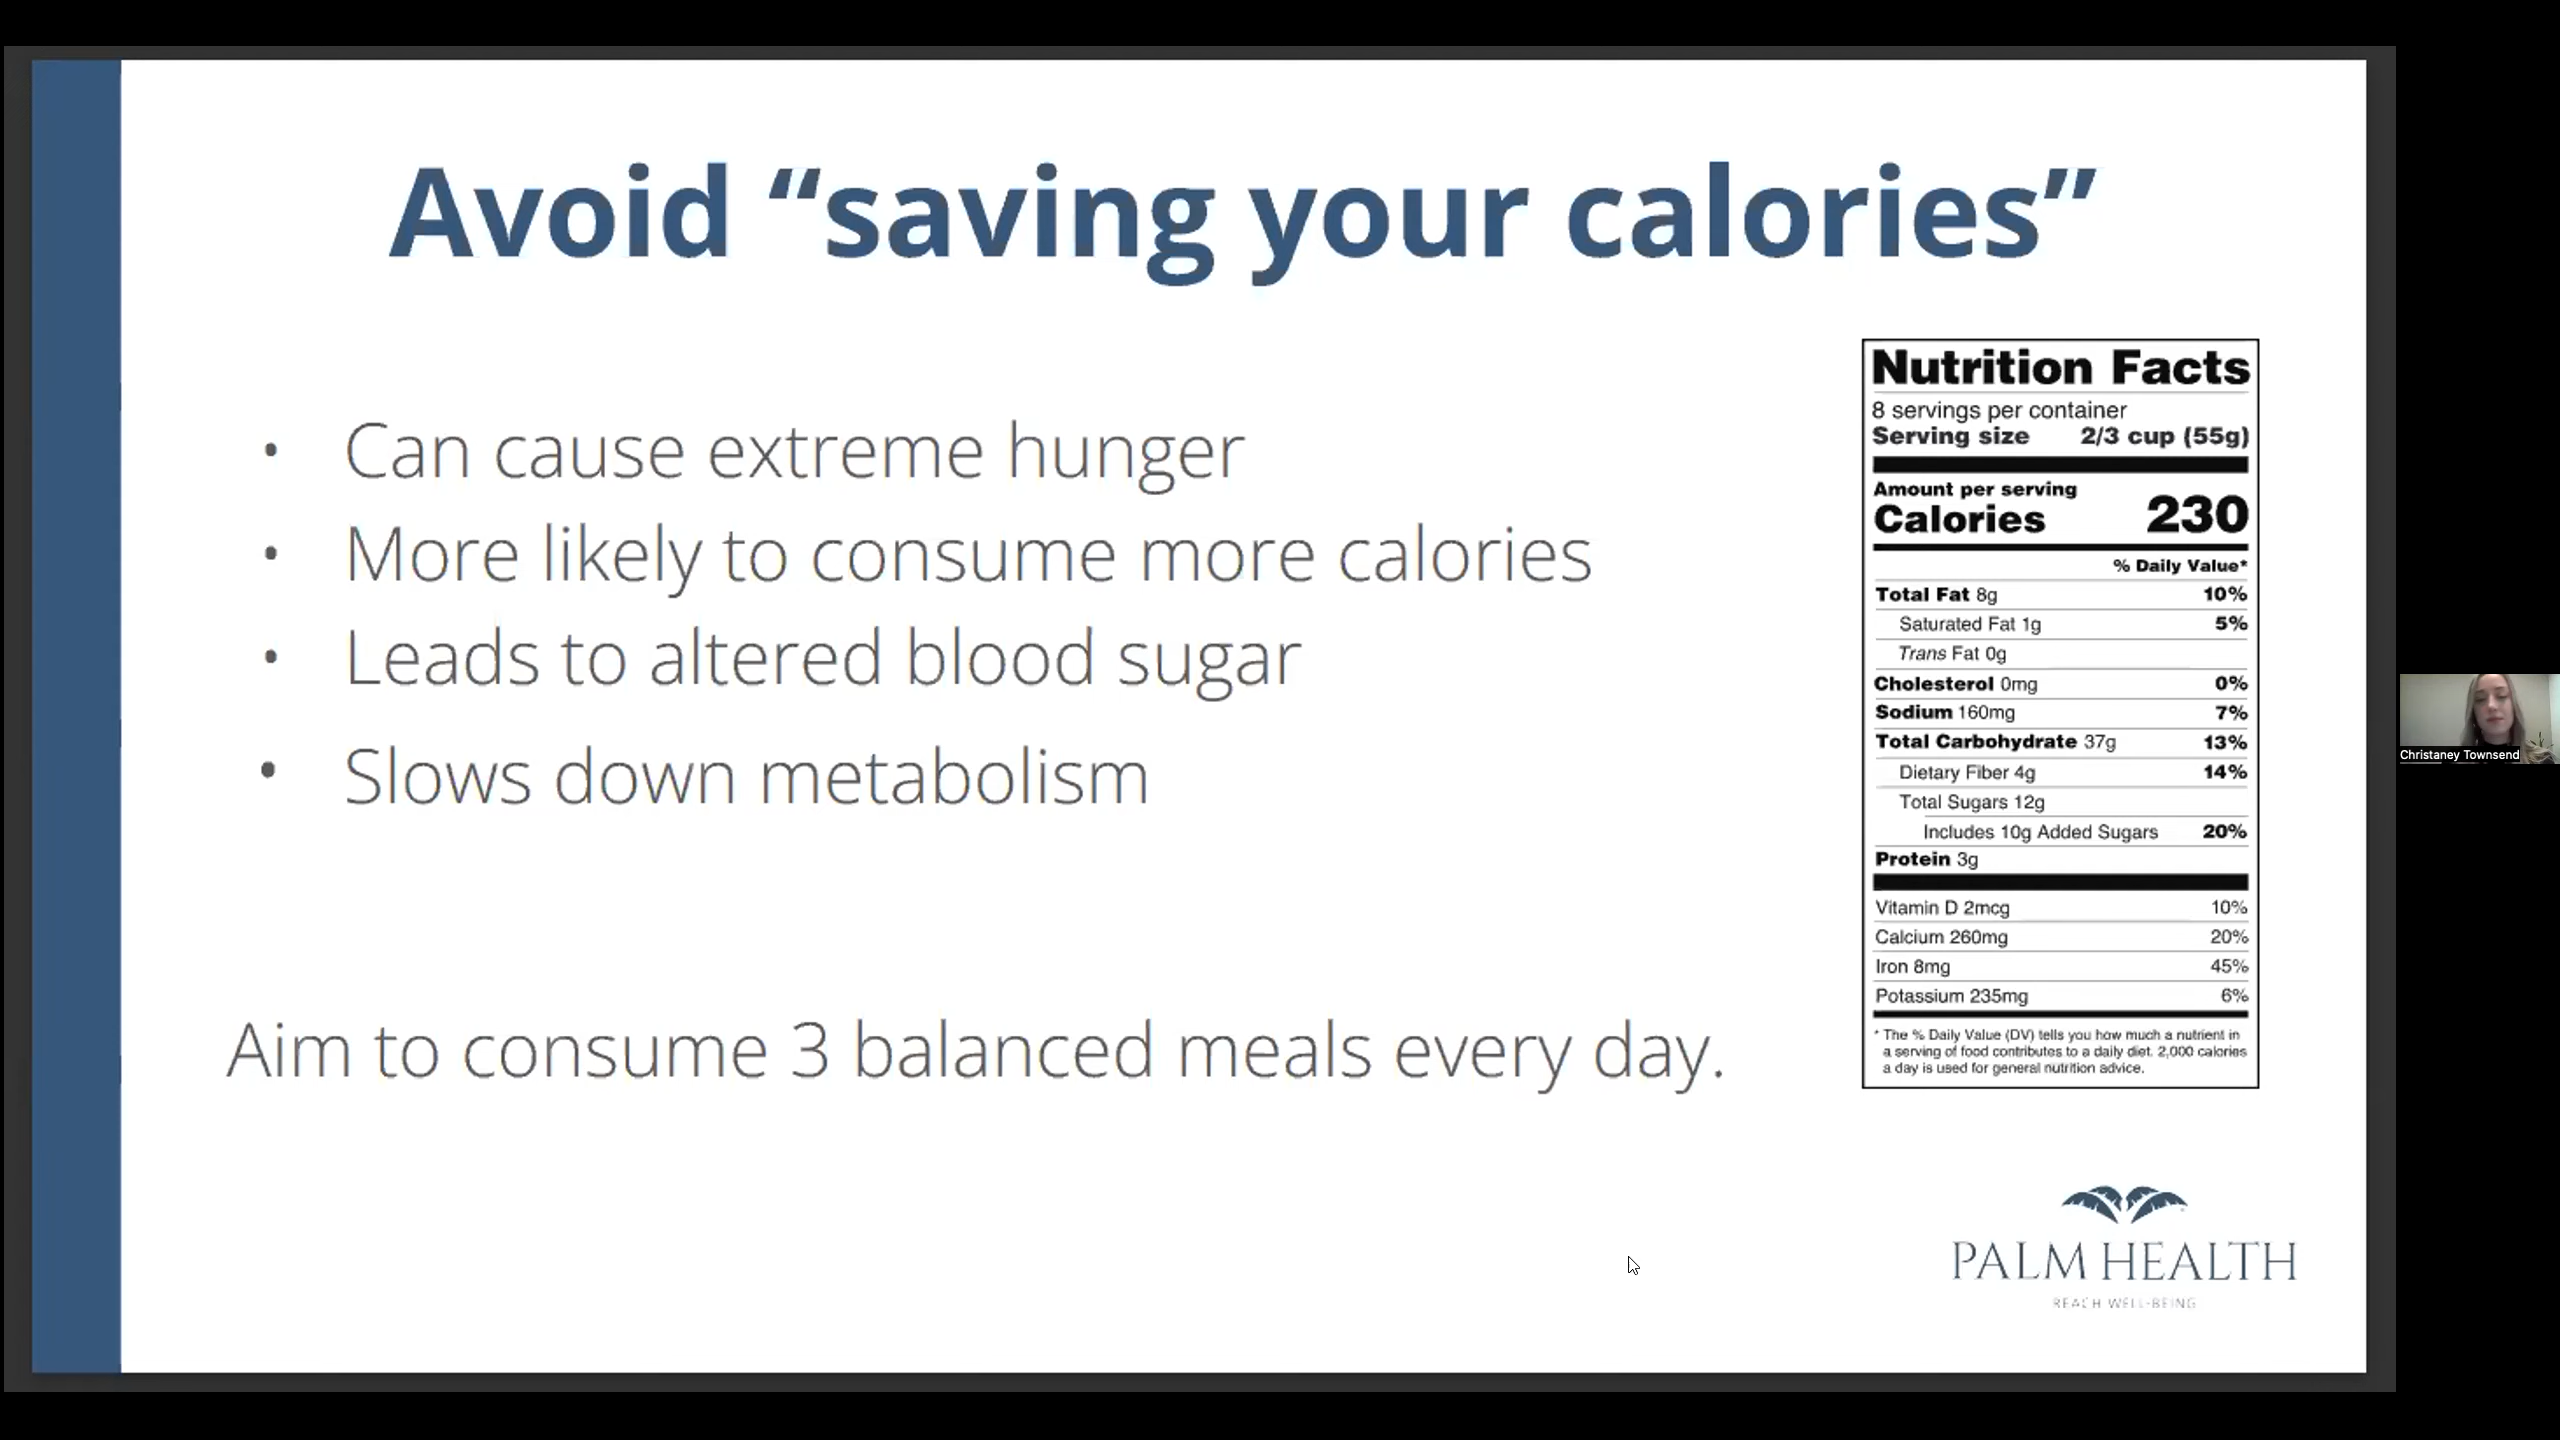 Avoid “saving your calories”
• Can cause extreme hunger
• More likely to consume more calories
• Leads to altered blood sugar
• Slows down metabolism
Aim to consume 3 balanced meals every day.
Nutrition Facts
8 servings per container
Serving size 2/3 cup (55g)
Amount per serving
Calories 230
% Daily Value*
Total Fat 8g 10%
Saturated Fat 1g 5%
Trans Fat 0g
Cholesterol 0mg 0%
Sodium 160mg 7%
Total Carbohydrate 37g 13%
Dietary Fiber 4g 14%
Total Sugars 12g
Includes 10g Added Sugars 20%
Protein 3g
Vitamin D 2mcg 10%
Calcium 260mg 20%
Iron 8mg 45%
Potassium 235mg 6%
* The % Daily Value (DV) tells you how much a nutrient in
a serving of food contributes to a daily diet. 2,000 calories
a day is used for general nutrition advice.
PALM HEALTH
REACH WELL-BEING
Christaney Townsend